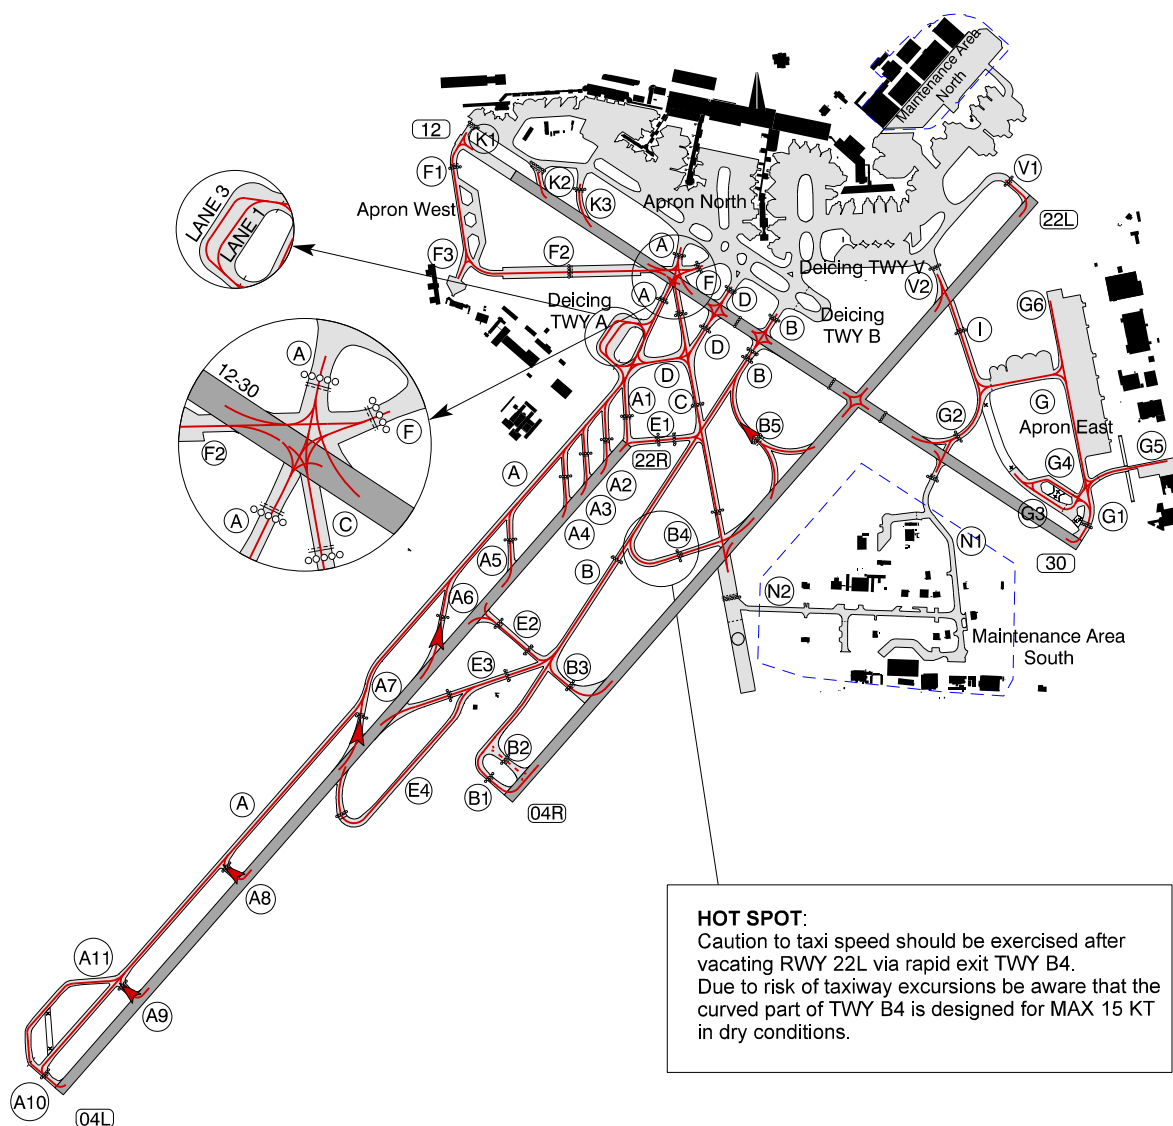 Maintenance Area
North
12
K1
F1
K2
K3
V1
LANE 3
LANE 1
Apron West
Apron North
22L
F3
F2
A
F
Deicing TWY V
V2
A
D
Deicing
TWY A
B
Deicing
TWY B
G6
I
D
B
D
A
12-30
F
F2
A
C
A1
C
E1
B5
22R
G2
G
Apron East
G5
G4
G3
G1
A
A2
A3
A4
A5
B4
B
N1
30
A6
E2
N2
Maintenance Area
South
E3
B3
A7
B2
E4
B1
04R
A
A8
A11
A9
A10
04L
HOT SPOT:
Caution to taxi speed should be exercised after
vacating RWY 22L via rapid exit TWY B4.
Due to risk of taxiway excursions be aware that the
curved part of TWY B4 is designed for MAX 15 KT
in dry conditions.